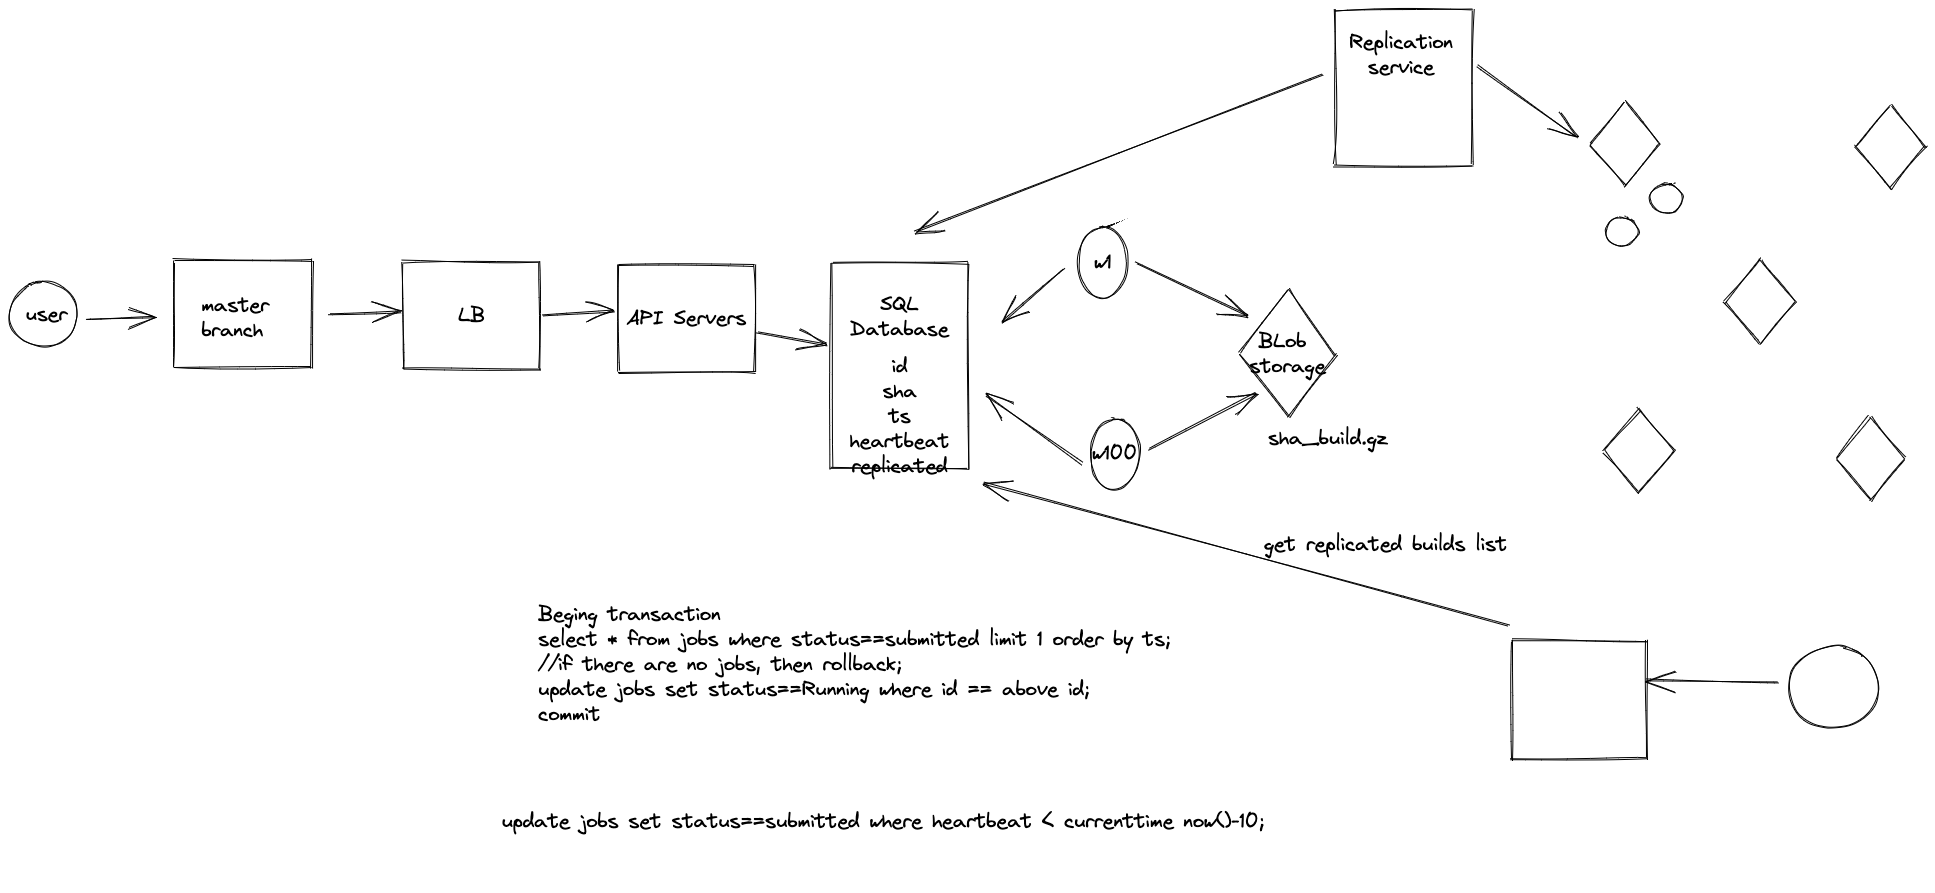 Replication
service
user
master
branch
LB
API Servers
SQL
Database
id
sha
ts
heartbeat
replicated
w1
w100
BLob
storage
sha_build.gz
get replicated builds list
Beging transaction
select * from jobs where status==submitted limit 1 order by ts;
//if there are no jobs, then rollback;
update jobs set status==Running where id == above id;
commit
update jobs set status==submitted where heartbeat < currenttime now()-10;